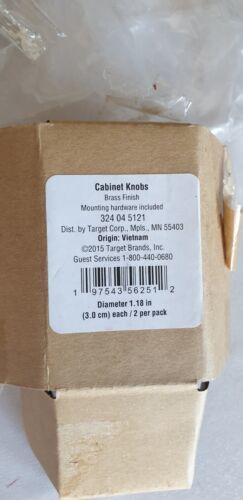 Cabinet Knobs
Brass Finish
Mounting hardware included
324 04 5121
Dist. by Target Corp., Mpls., MN 55403
Origin: Vietnam
©2015 Target Brands, Inc.
Guest Services 1-800-440-0680
1 97543 56251 2
Diameter 1.18 in
(3.0 cm) each / 2 per pack